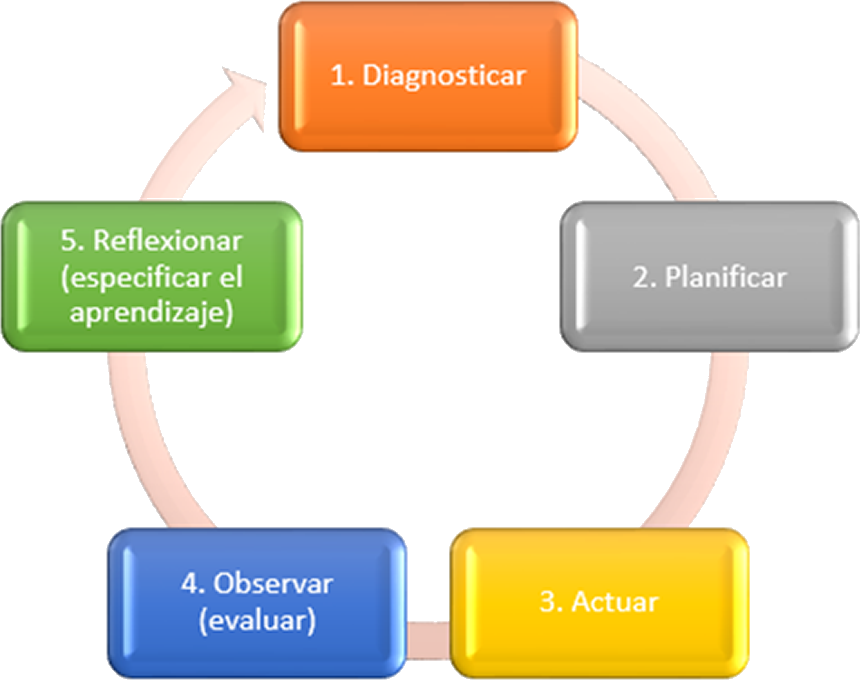 1. Diagnosticar
2. Planificar
3. Actuar
4. Observar
(evaluar)
5. Reflexionar
(especificar el
aprendizaje)